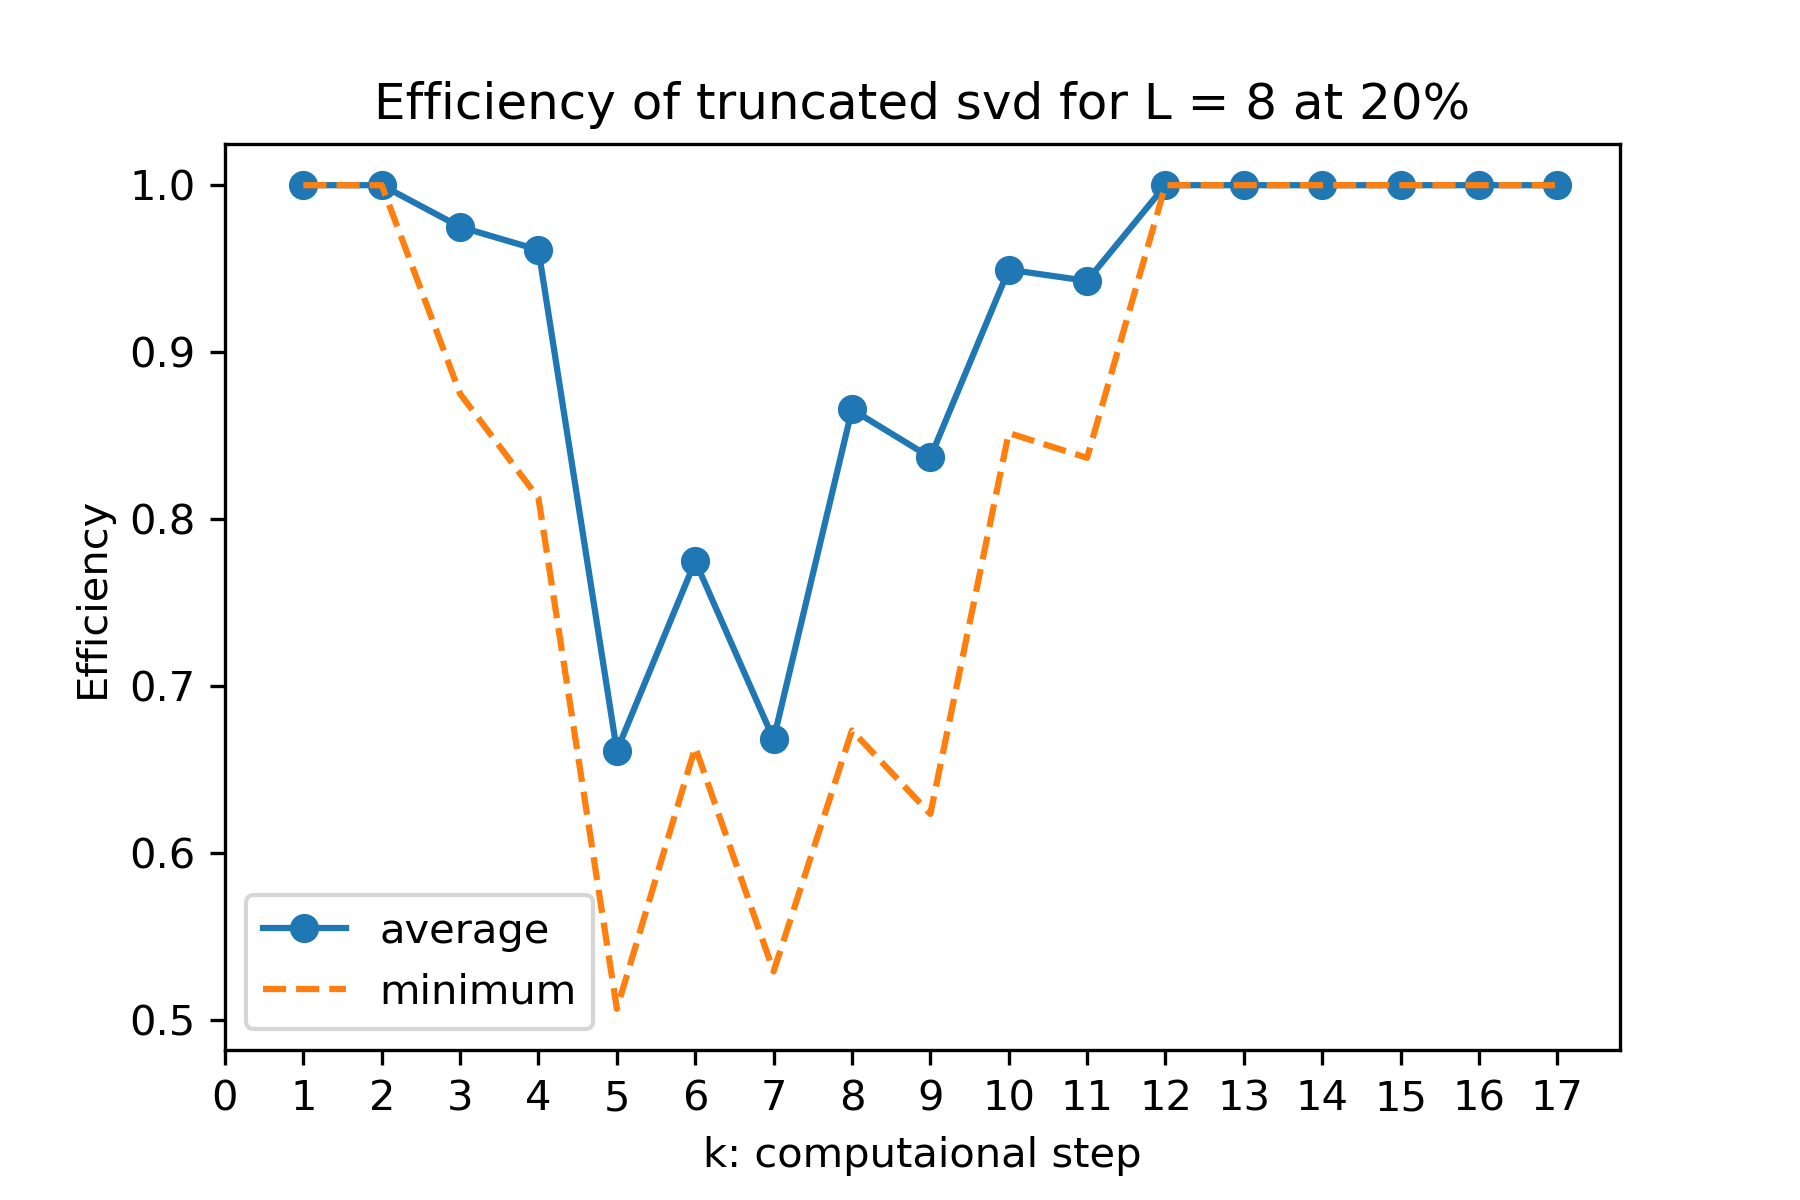 Efficiency of truncated svd for L = 8 at 20%
1.0
0.9
0.8
0.7
0.6
0.5
Efficiency
average
minimum
0 1 2 3 4 5 6 7 8 9 10 11 12 13 14 15 16 17
k: computaional step